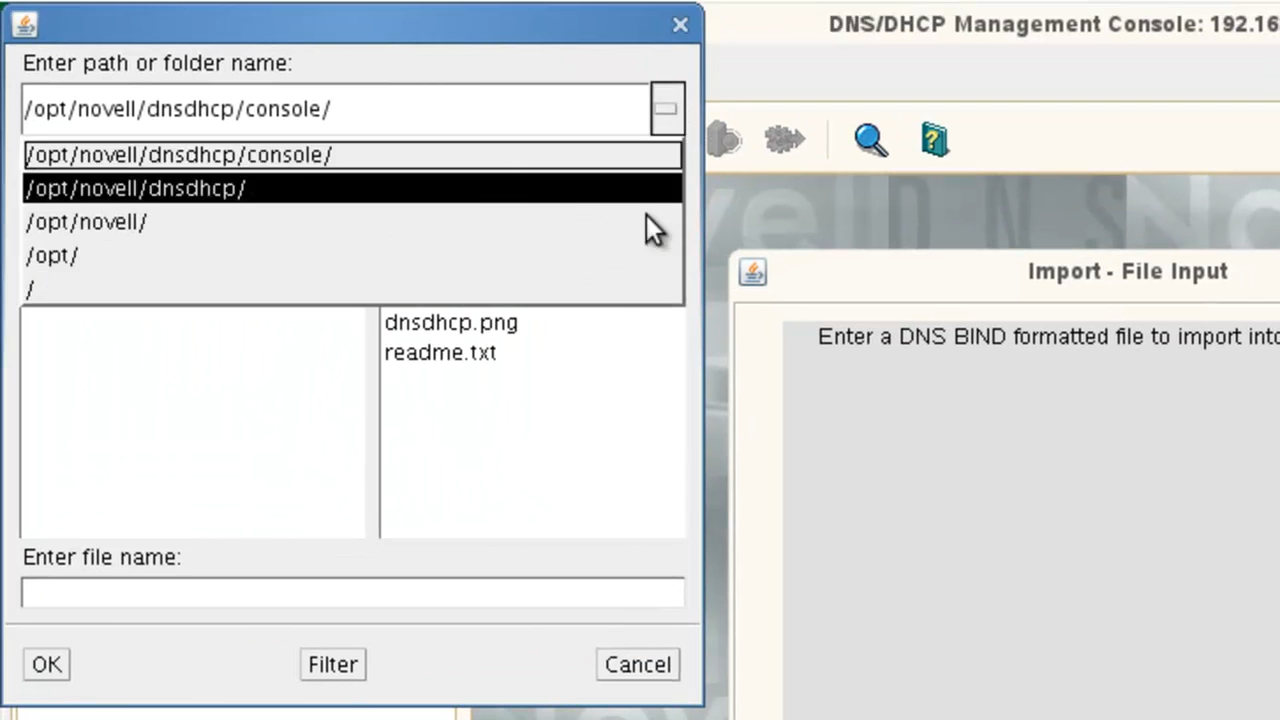 DNS/DHCP Management Console: 192.16
Enter path or folder name:
/opt/novell/dnsdhcp/console/
/opt/novell/dnsdhcp/console/
/opt/novell/dnsdhcp/
/opt/novell/
/opt/
/
dnsdhcp.png
readme.txt
Enter file name:
OK
Filter
Cancel
DNS
No
Import - File Input
Enter a DNS BIND formatted file to import into